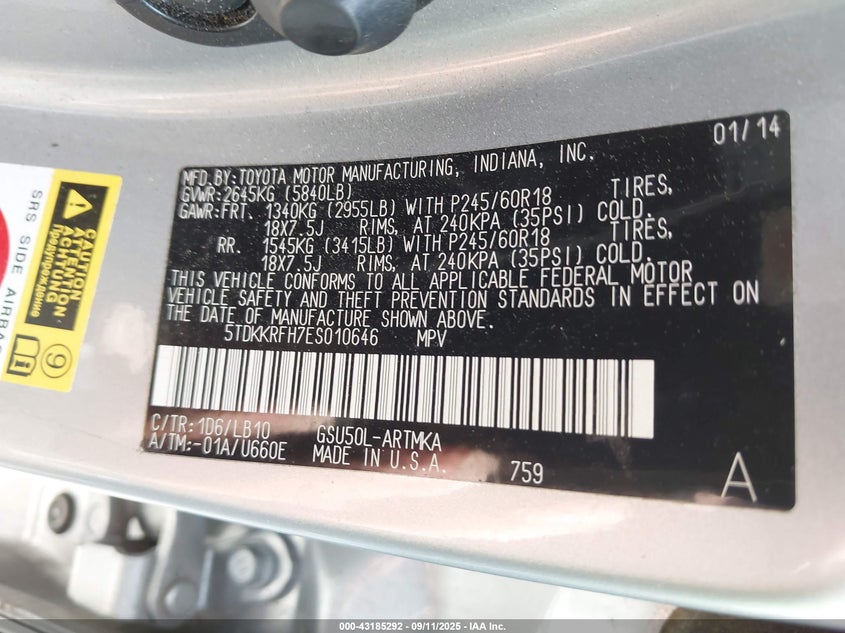 01/14
MFD.BY:TOYOTA MOTOR MANUFACTURING, INDIANA, INC.
GVWR:2645KG (5840LB)
GAWR:FRT. 1340KG (2955LB) WITH P245/60R18 TIRES,
18X7.5J RIMS, AT 240KPA (35PSI) COLD.
RR. 1545KG (3415LB) WITH P245/60R18 TIRES,
18X7.5J RIMS, AT 240KPA (35PSI) COLD.
THIS VEHICLE CONFORMS TO ALL APPLICABLE FEDERAL MOTOR
VEHICLE SAFETY AND THEFT PREVENTION STANDARDS IN EFFECT ON
THE DATE OF MANUFACTURE SHOWN ABOVE.
5TDKKRFH7ES010646 MPV
C/TR:1D6/LB10 GSU50L-ARTMKA
A/TM:-01A/U660E MADE IN U.S.A.
759
A
SRS SIDE AIRBAG
CAUTION
ATTENTION
ACHTUNG
Предупреждение
9
000-43185292 - 09/11/2025 - IAA Inc.